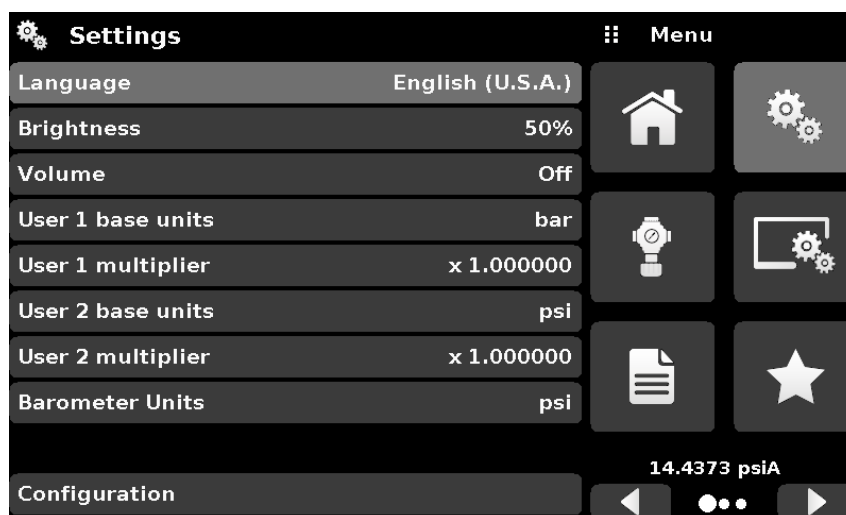 Settings
Menu
Language English (U.S.A.)
Brightness 50%
Volume Off
User 1 base units bar
User 1 multiplier x 1.000000
User 2 base units psi
User 2 multiplier x 1.000000
Barometer Units psi
Configuration
14.4373 psiA